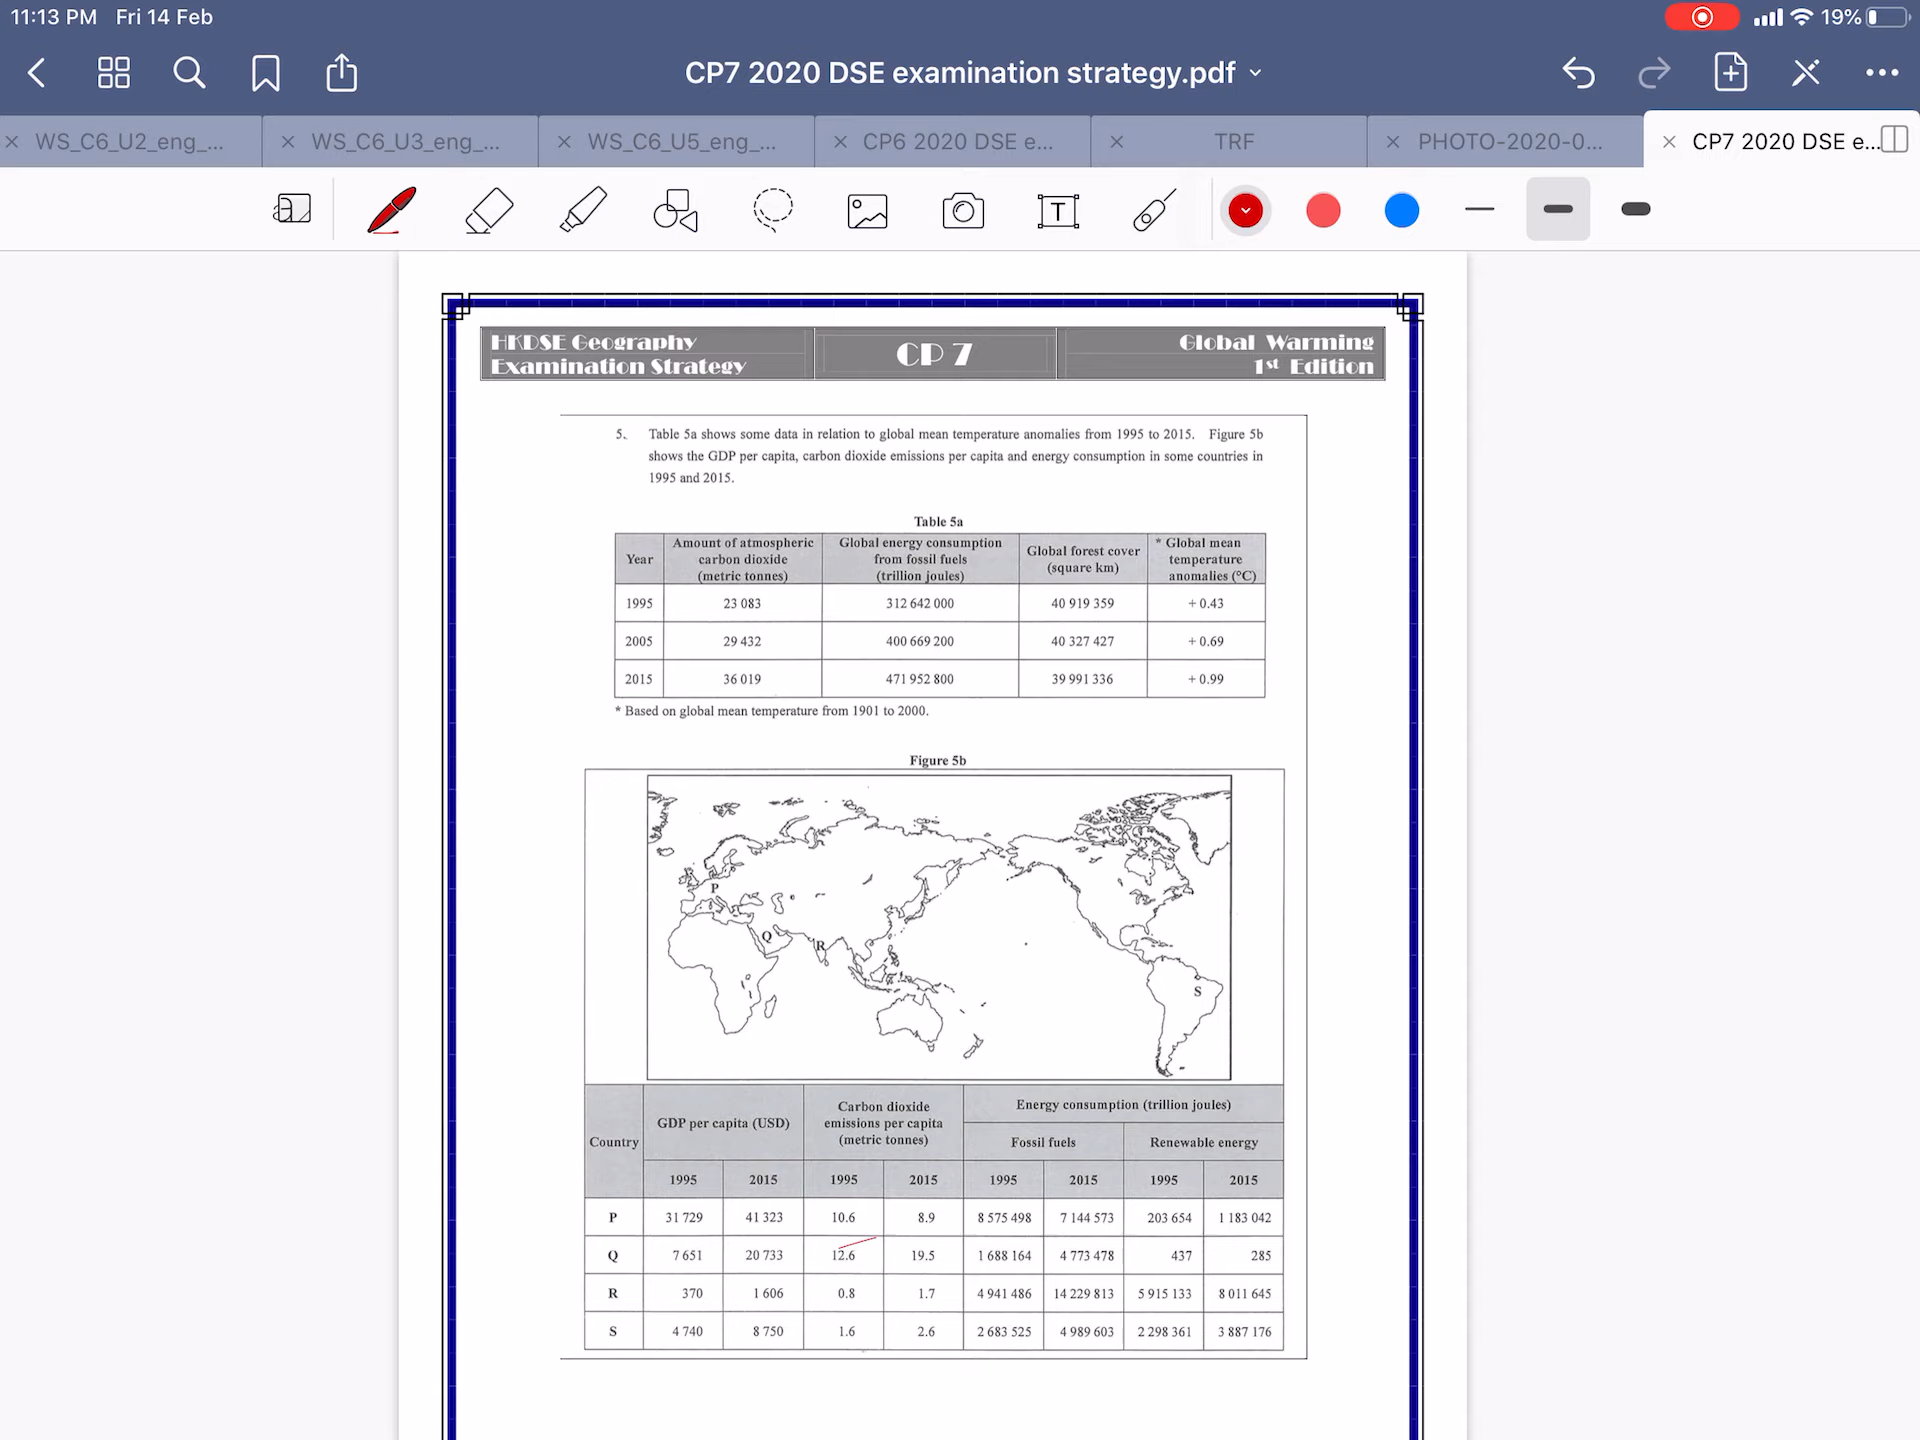 11:13 PM Fri 14 Feb
19%
CP7 2020 DSE examination strategy.pdf
WS_C6_U2_eng_...
WS_C6_U3_eng_...
WS_C6_U5_eng_...
CP6 2020 DSE e...
TRF
PHOTO-2020-0...
CP7 2020 DSE e...
a
T
HKDSE Geography
Examination Strategy
CP 7
Global Warming
1st Edition
5. Table 5a shows some data in relation to global mean temperature anomalies from 1995 to 2015. Figure 5b
shows the GDP per capita, carbon dioxide emissions per capita and energy consumption in some countries in
1995 and 2015.
Table 5a
Year
Amount of atmospheric
carbon dioxide
(metric tonnes)
Global energy consumption
from fossil fuels
(trillion joules)
Global forest cover
(square km)
* Global mean
temperature
anomalies (°C)
1995 23 083 312 642 000 40 919 359 + 0.43
2005 29 432 400 669 200 40 327 427 + 0.69
2015 36 019 471 952 800 39 991 336 + 0.99
* Based on global mean temperature from 1901 to 2000.
Figure 5b
P
Q
R
S
Country
GDP per capita (USD)
Carbon dioxide
emissions per capita
(metric tonnes)
Energy consumption (trillion joules)
Fossil fuels
Renewable energy
1995 2015 1995 2015 1995 2015 1995 2015
P 31 729 41 323 10.6 8.9 8 575 498 7 144 573 203 654 1 183 042
Q 7 651 20 733 12.6 19.5 1 688 164 4 773 478 437 285
R 370 1 606 0.8 1.7 4 941 486 14 229 813 5 915 133 8 011 645
S 4 740 8 750 1.6 2.6 2 683 525 4 989 603 2 298 361 3 887 176